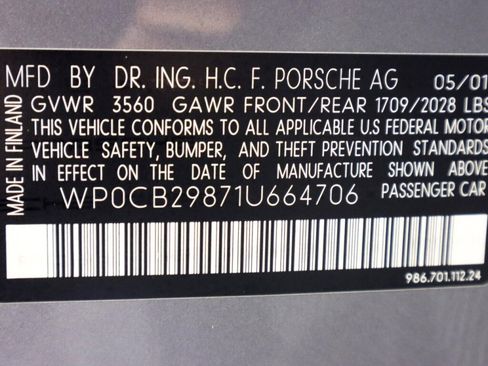 MFD BY DR. ING. H.C. F. PORSCHE AG 05/01
GVWR 3560 GAWR FRONT/REAR 1709/2028 LBS
THIS VEHICLE CONFORMS TO ALL APPLICABLE U.S FEDERAL MOTOR
VEHICLE SAFETY, BUMPER, AND THEFT PREVENTION STANDARDS
IN EFFECT ON THE DATE OF MANUFACTURE SHOWN ABOVE
WP0CB29871U664706 PASSENGER CAR
MADE IN FINLAND
986.701.112.24